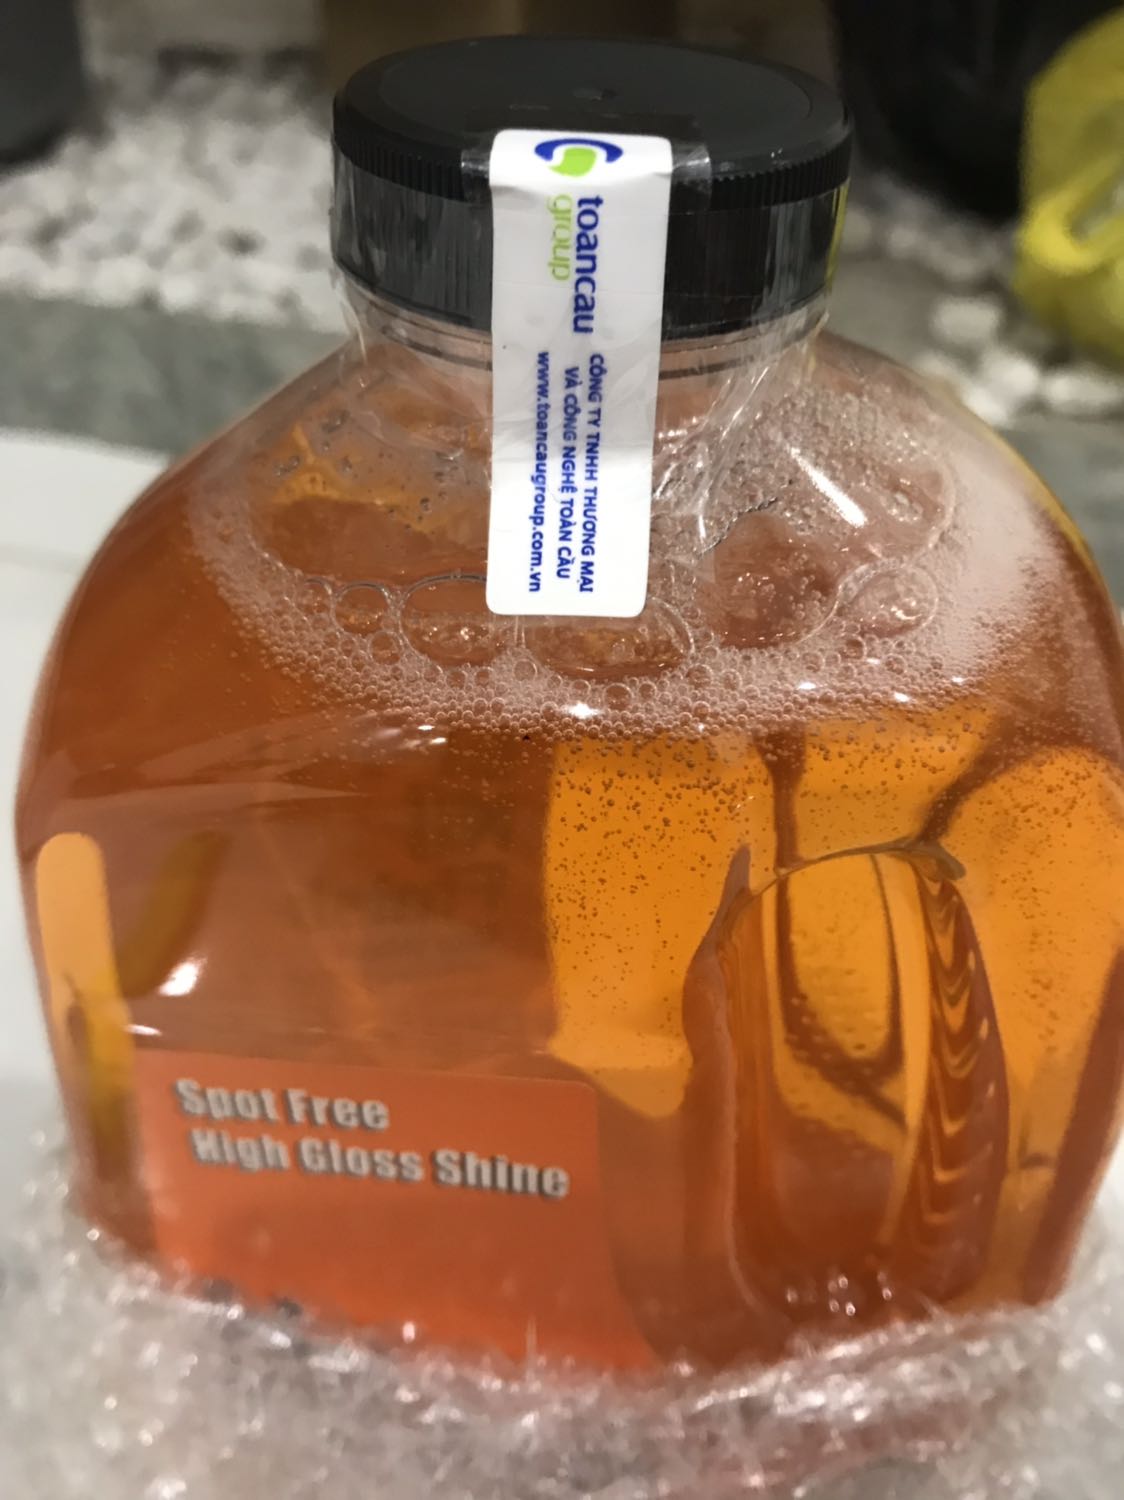 toancau
group
CÔNG TY TNHH THƯƠNG MẠI
VÀ CÔNG NGHỆ TOÀN CẦU
www.toancaugroup.com.vn
Spot Free
High Gloss Shine